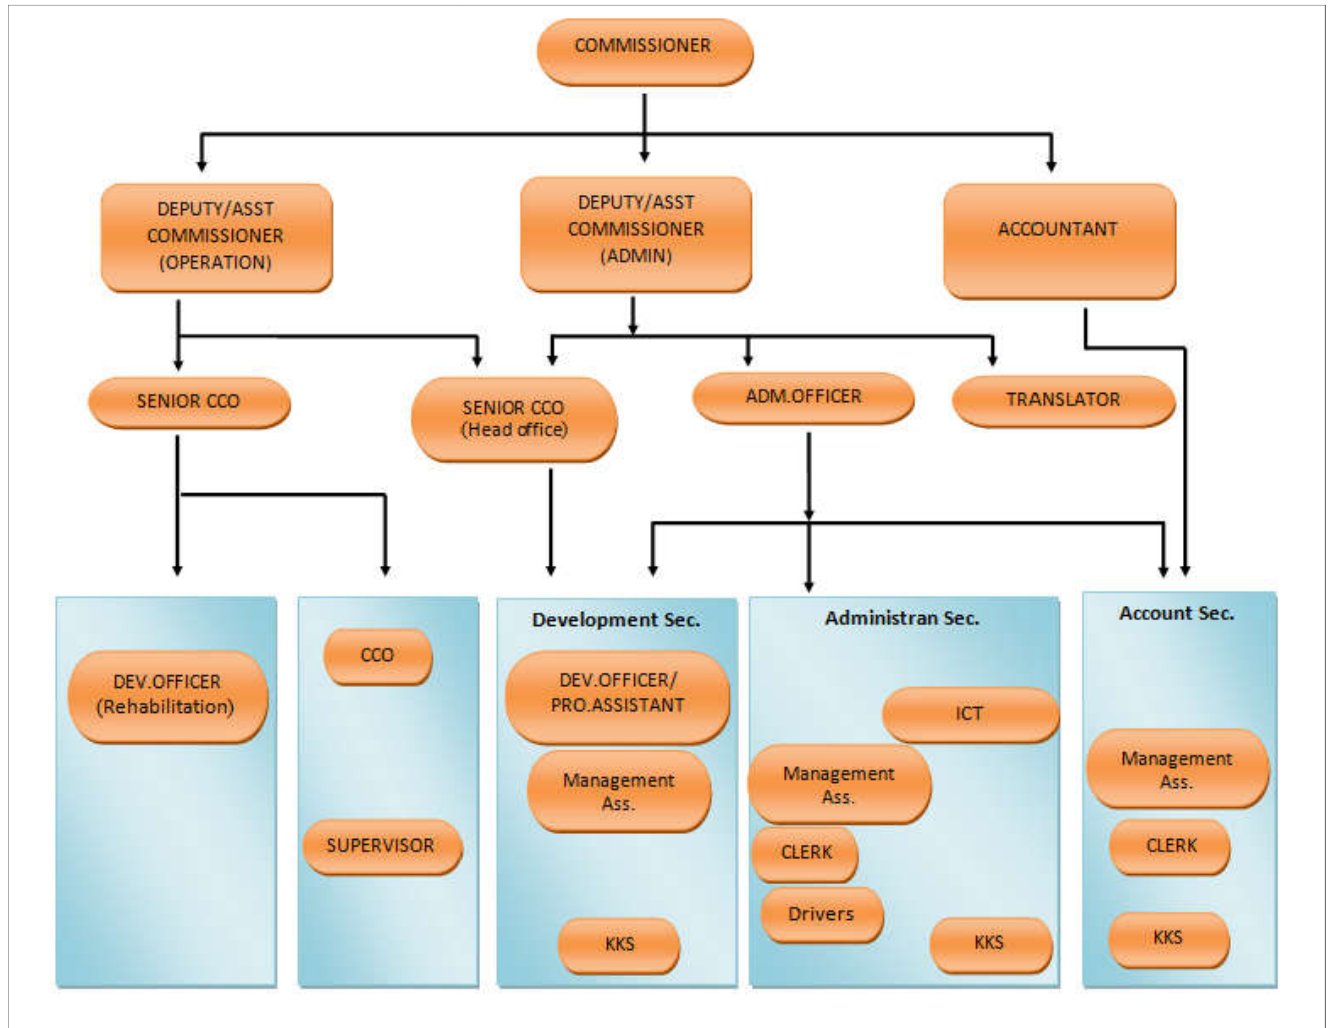 COMMISSIONER
DEPUTY/ASST
COMMISSIONER
(OPERATION)
DEPUTY/ASST
COMMISSIONER
(ADMIN)
ACCOUNTANT
SENIOR CCO
SENIOR CCO
(Head office)
ADM.OFFICER
TRANSLATOR
DEV.OFFICER
(Rehabilitation)
CCO
SUPERVISOR
Development Sec.
DEV.OFFICER/
PRO.ASSISTANT
Management
Ass.
KKS
Administran Sec.
ICT
Management
Ass.
CLERK
Drivers
KKS
Account Sec.
Management
Ass.
CLERK
KKS